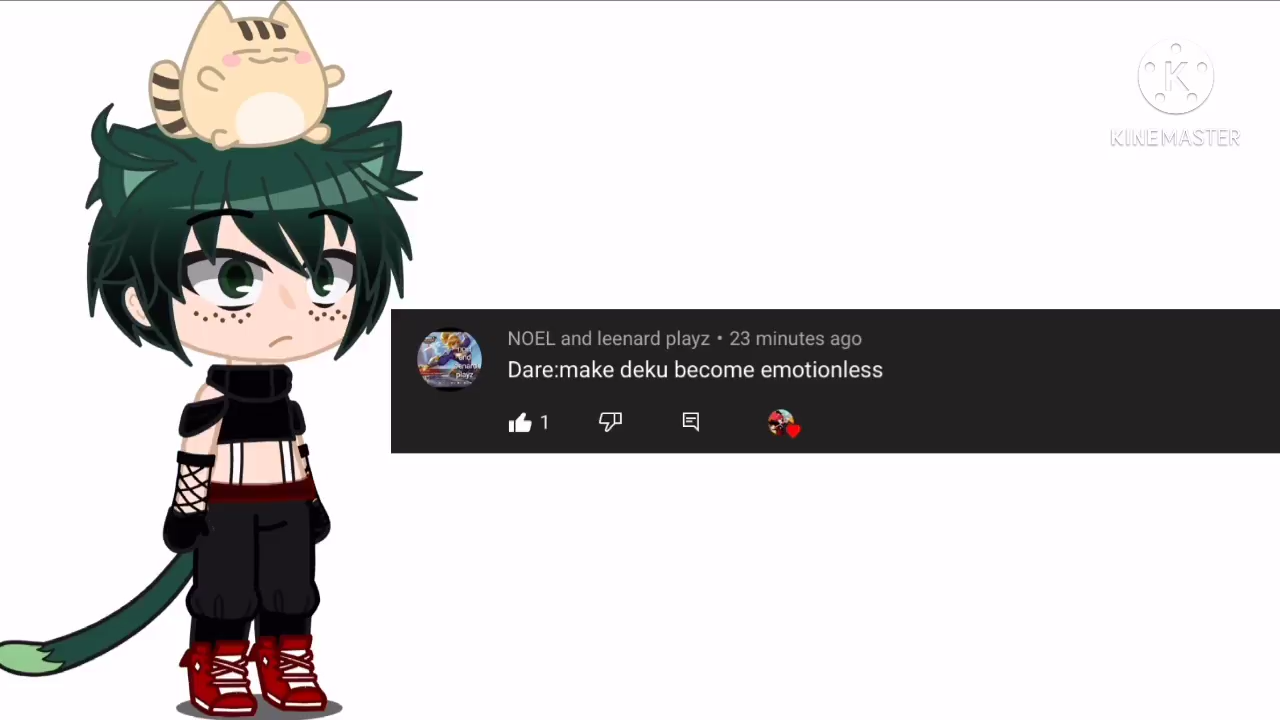 KINEMASTER
NOEL and leenard playz • 23 minutes ago
Dare:make deku become emotionless
1